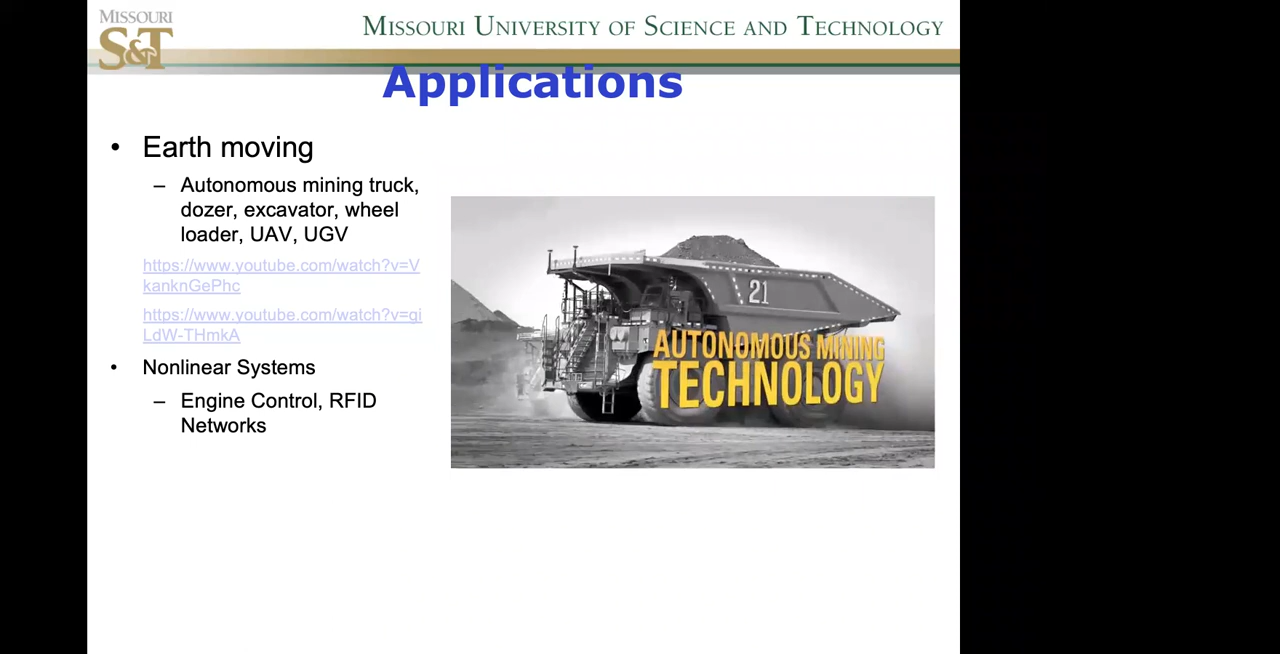 MISSOURI
S&T
MISSOURI UNIVERSITY OF SCIENCE AND TECHNOLOGY
Applications
• Earth moving
– Autonomous mining truck,
dozer, excavator, wheel
loader, UAV, UGV
https://www.youtube.com/watch?v=V
kanknGePhc
https://www.youtube.com/watch?v=qi
LdW-THmkA
• Nonlinear Systems
– Engine Control, RFID
Networks
21
AUTONOMOUS MINING
TECHNOLOGY